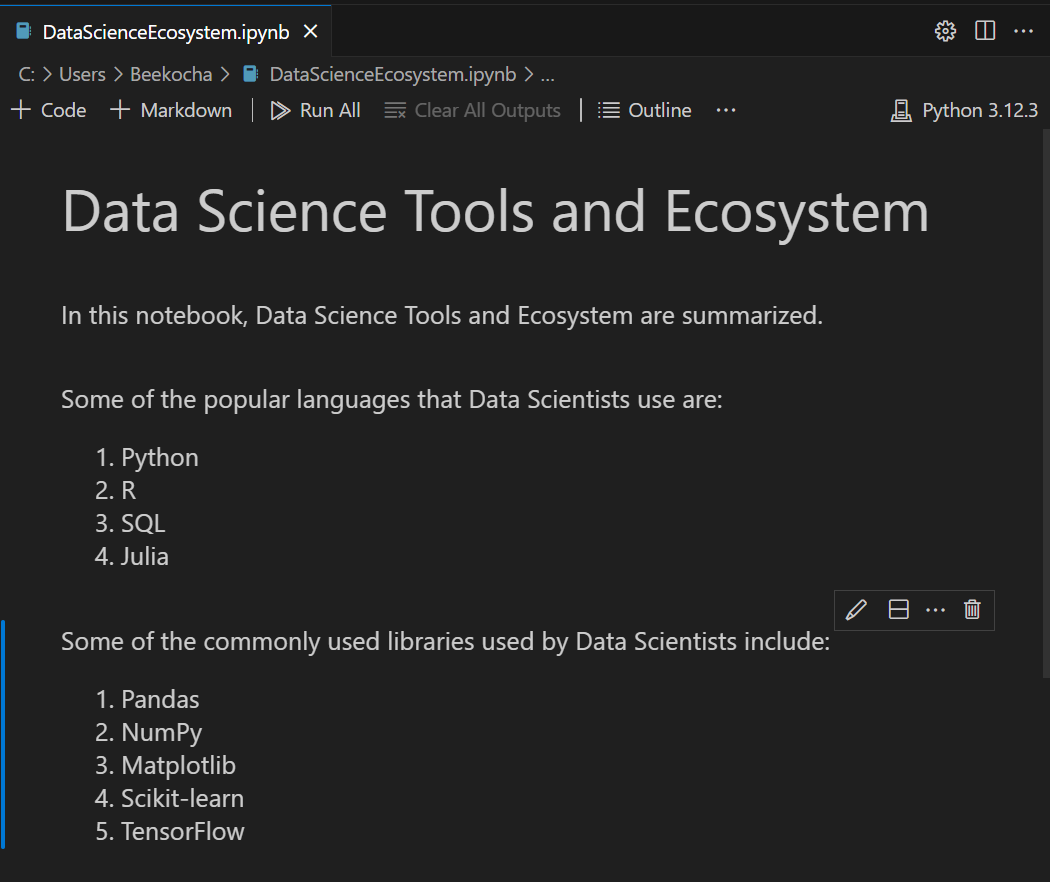 DataScienceEcosystem.ipynb
C: > Users > Beekocha > DataScienceEcosystem.ipynb > ...
+ Code + Markdown | Run All Clear All Outputs | Outline ... Python 3.12.3
Data Science Tools and Ecosystem
In this notebook, Data Science Tools and Ecosystem are summarized.
Some of the popular languages that Data Scientists use are:
1. Python
2. R
3. SQL
4. Julia
Some of the commonly used libraries used by Data Scientists include:
1. Pandas
2. NumPy
3. Matplotlib
4. Scikit-learn
5. TensorFlow